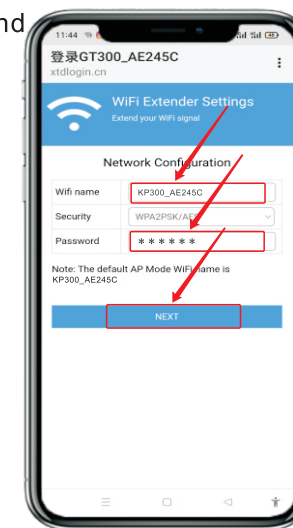 nd
11:44
登录GT300_AE245C
xtdlogin.cn
WiFi Extender Settings
Extend your WiFi signal
Network Configuration
Wifi name KP300_AE245C
Security WPA2PSK/AES
Password ******
Note: The default AP Mode WiFi name is
KP300_AE245C
NEXT